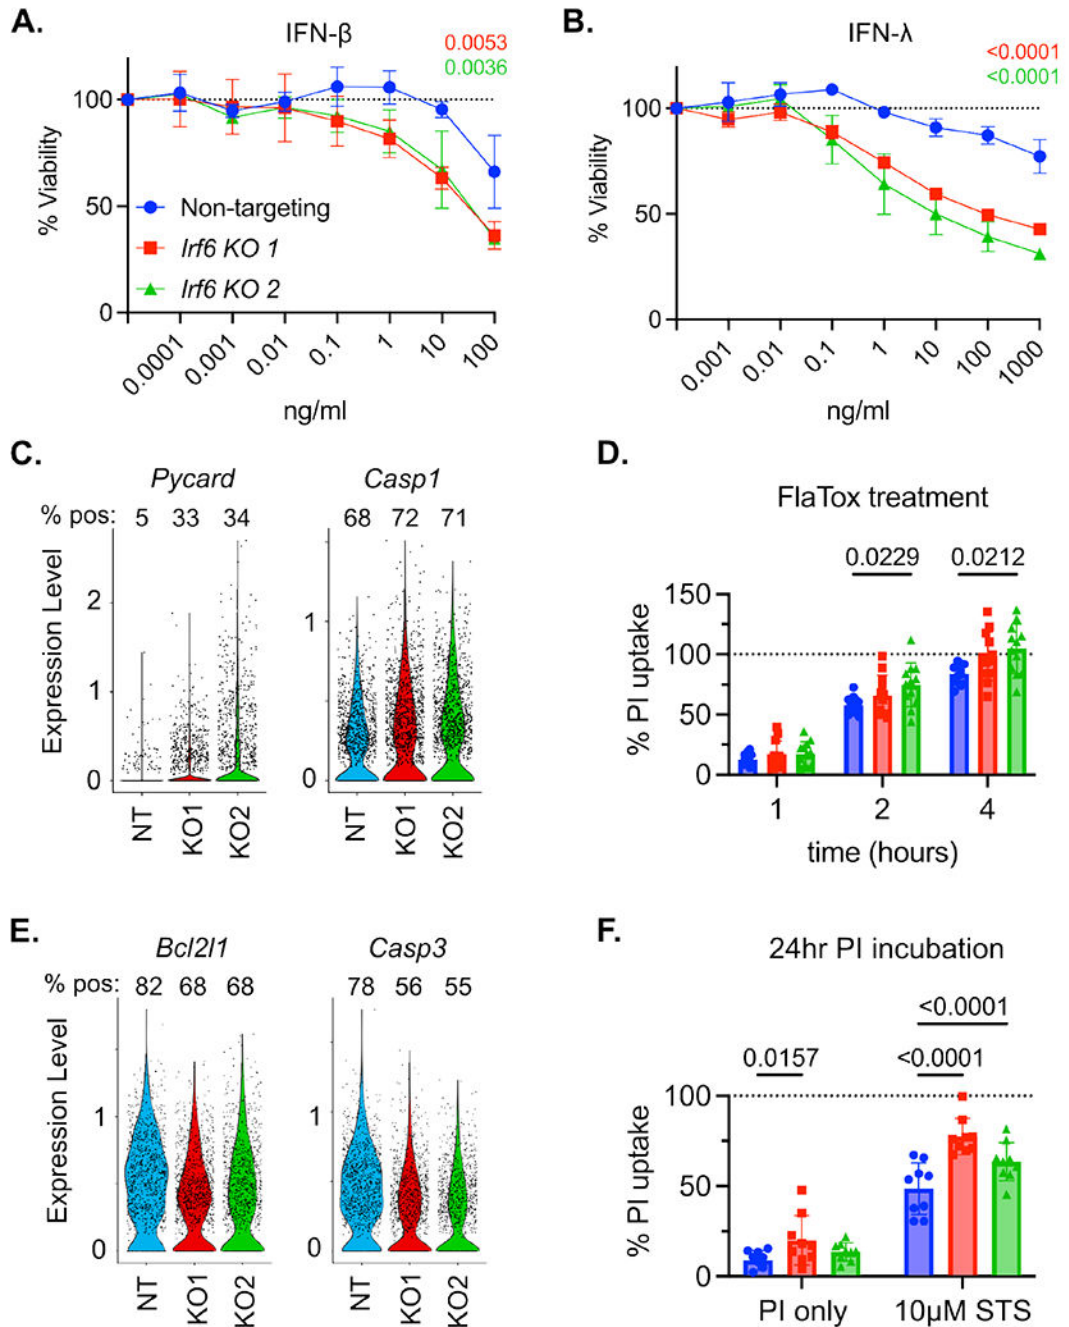 A.
IFN-β
0.0053
0.0036
% Viability
100
50
0
Non-targeting
Irf6 KO 1
Irf6 KO 2
0.0001
0.001
0.01
0.1
1
10
100
ng/ml
B.
IFN-λ
<0.0001
<0.0001
% Viability
100
50
0
0.001
0.01
0.1
1
10
100
1000
ng/ml
C.
Pycard
Casp1
% pos: 5 33 34
68 72 71
Expression Level
2
1
0
1
0
NT
KO1
KO2
NT
KO1
KO2
D.
FlaTox treatment
0.0229
0.0212
% PI uptake
150
100
50
0
1
2
4
time (hours)
E.
Bcl2l1
Casp3
% pos: 82 68 68
78 56 55
Expression Level
1
0
1
0
NT
KO1
KO2
NT
KO1
KO2
F.
24hr PI incubation
<0.0001
0.0157
<0.0001
% PI uptake
100
50
0
PI only
10µM STS